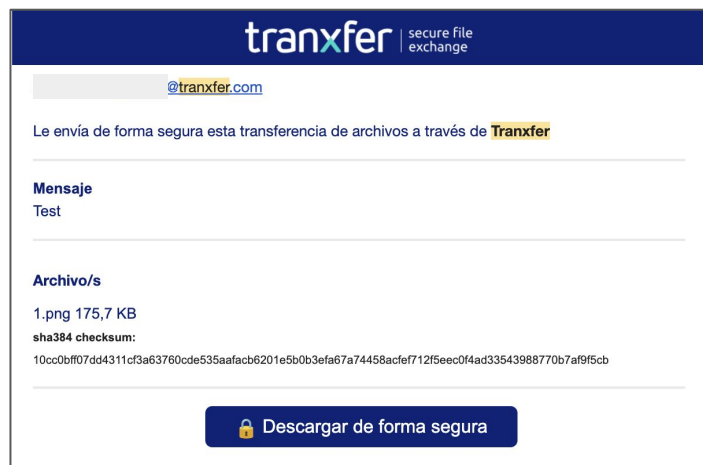 tranxfer | secure file
exchange
@tranxfer.com
Le envía de forma segura esta transferencia de archivos a través de Tranxfer
Mensaje
Test
Archivo/s
1.png 175,7 KB
sha384 checksum:
10cc0bff07dd4311cf3a63760cde535aafacb6201e5b0b3efa67a74458acfef712f5eec0f4ad33543988770b7af9f5cb
Descargar de forma segura